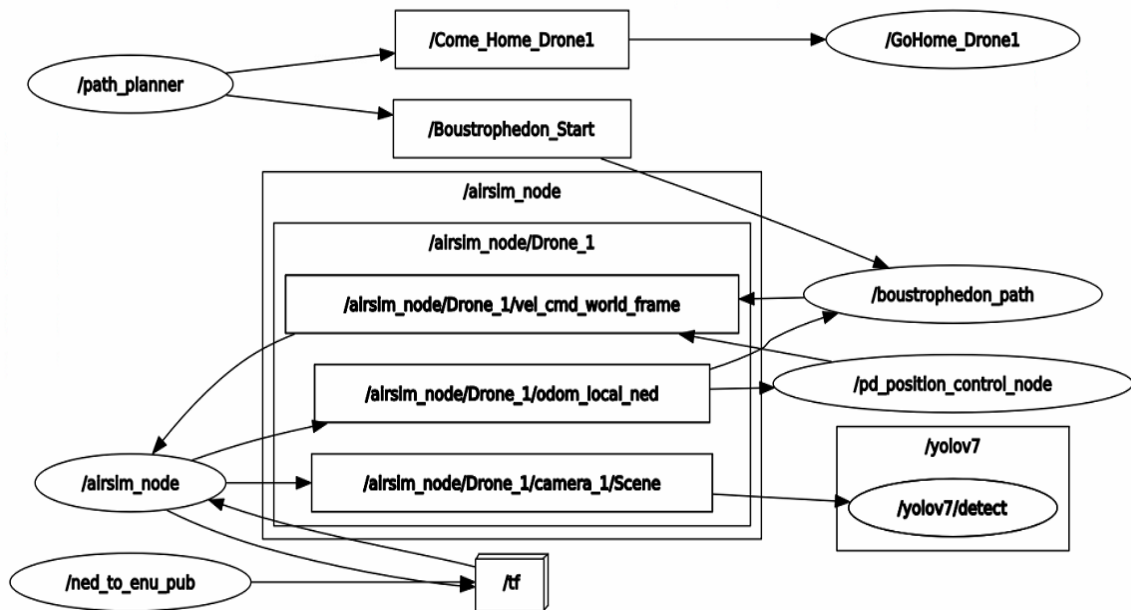 /Come_Home_Drone1
/GoHome_Drone1
/path_planner
/Boustrophedon_Start
/airsim_node
/airsim_node/Drone_1
/airsim_node/Drone_1/vel_cmd_world_frame
/boustrophedon_path
/airsim_node/Drone_1/odom_local_ned
/pd_position_control_node
/yolov7
/airsim_node
/airsim_node/Drone_1/camera_1/Scene
/yolov7/detect
/ned_to_enu_pub
/tf